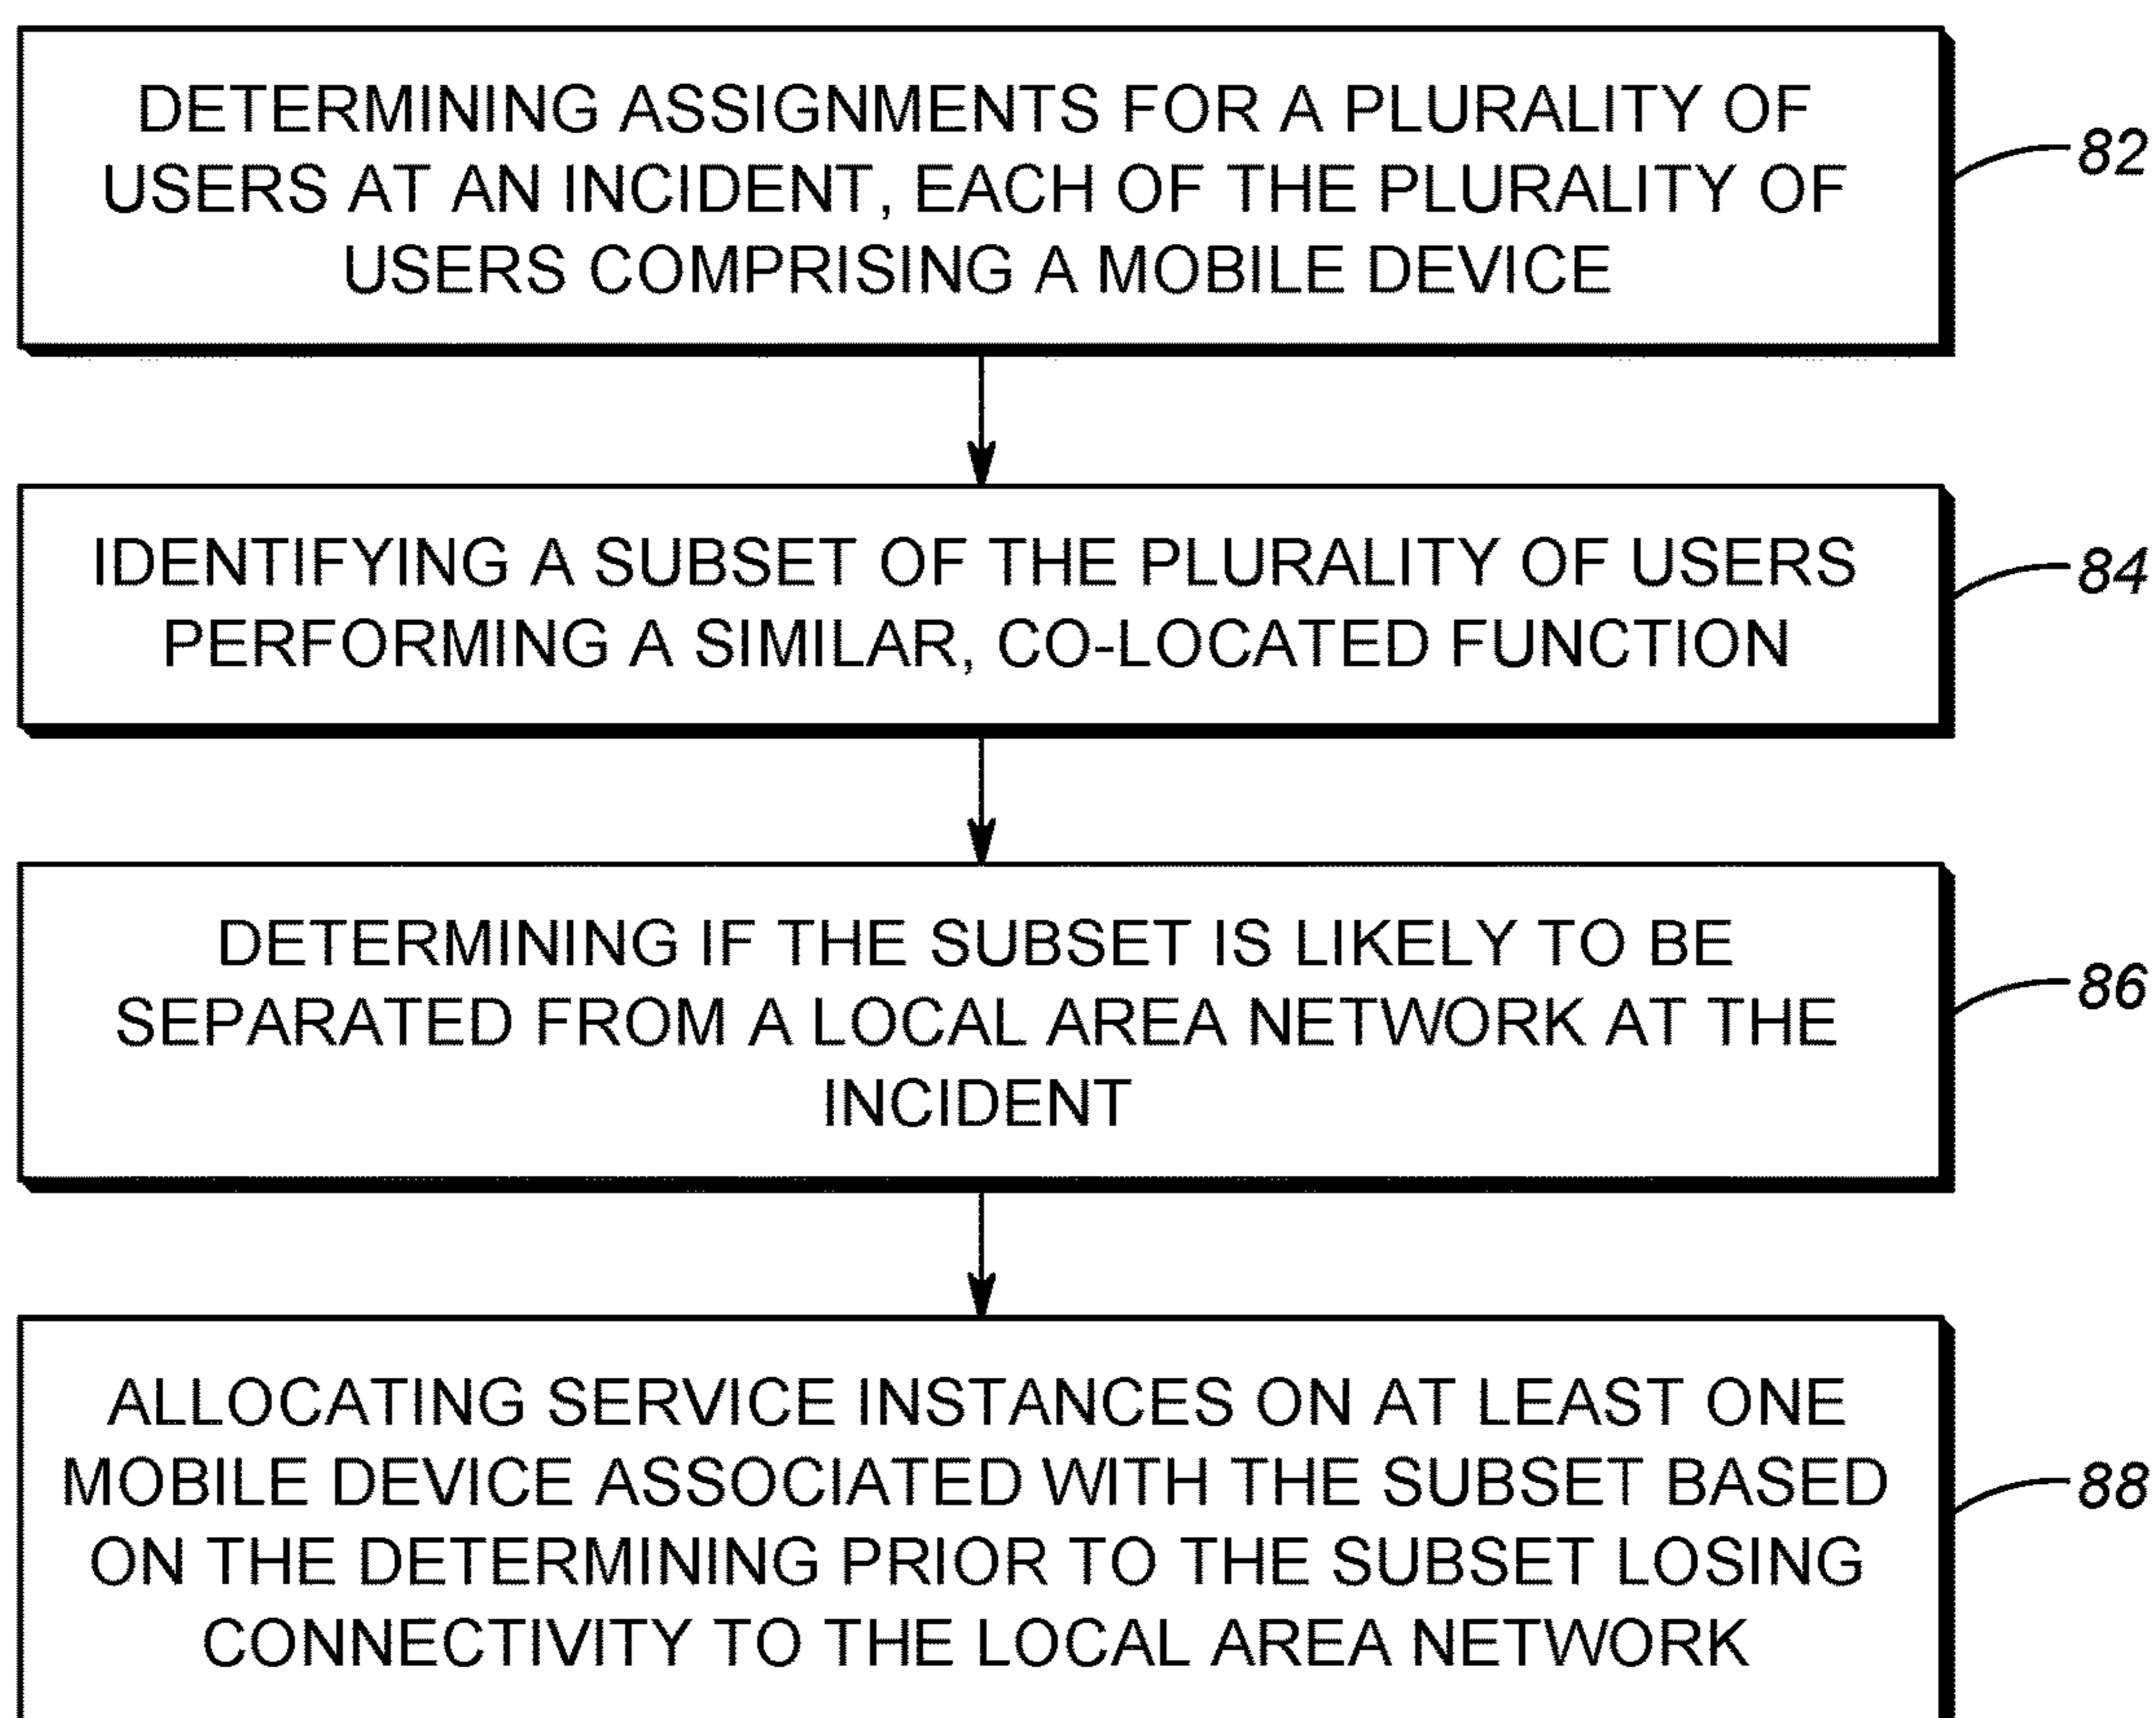 DETERMINING ASSIGNMENTS FOR A PLURALITY OF
USERS AT AN INCIDENT, EACH OF THE PLURALITY OF
USERS COMPRISING A MOBILE DEVICE
82
IDENTIFYING A SUBSET OF THE PLURALITY OF USERS
PERFORMING A SIMILAR, CO-LOCATED FUNCTION
84
DETERMINING IF THE SUBSET IS LIKELY TO BE
SEPARATED FROM A LOCAL AREA NETWORK AT THE
INCIDENT
86
ALLOCATING SERVICE INSTANCES ON AT LEAST ONE
MOBILE DEVICE ASSOCIATED WITH THE SUBSET BASED
ON THE DETERMINING PRIOR TO THE SUBSET LOSING
CONNECTIVITY TO THE LOCAL AREA NETWORK
88